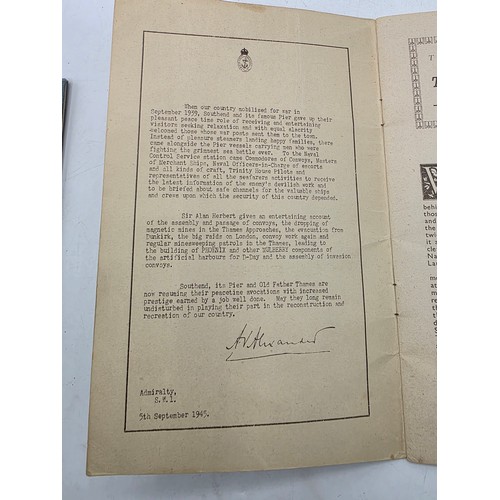 When our country mobilised for war in
September 1939, Southend and its famous Pier gave up their
pleasant peace time role of receiving and entertaining
visitors seeking relaxation and with equal alacrity
welcomed those whose war posts sent them to the town.
Instead of pleasure steamers landing happy families, there
came alongside the Pier vessels carrying men who were
fighting the grimmest sea battle ever. To the Naval
Control Service station came Commodores of Convoys, Masters
of Merchant Ships, Naval Officers-in-Charge of escorts
and all kinds of craft, Trinity House Pilots and
representatives of all the seafarers activities to receive
the latest information of the enemy's devilish work and
to be briefed about safe channels for the valuable ships
and crews upon which the security of this country depended.
Sir Alan Herbert gives an entertaining account
of the assembly and passage of convoys, the dropping of
magnetic mines in the Thames Approaches, the evacuation from
Dunkirk, the big raids on London, convoy work again and
regular minesweeping patrols in the Thames, leading to
the building of PHOENIX and other MULBERRY components of
the artificial harbours for D-Day and the assembly of invasion
convoys.
Southend, its Pier and Old Father Thames are
now resuming their peacetime avocations with increased
prestige earned by a job well done. May they long remain
undisturbed in playing their part in the reconstruction and
recreation of our country.
A V Alexander
Admiralty,
S.W.1.
5th September 1945.